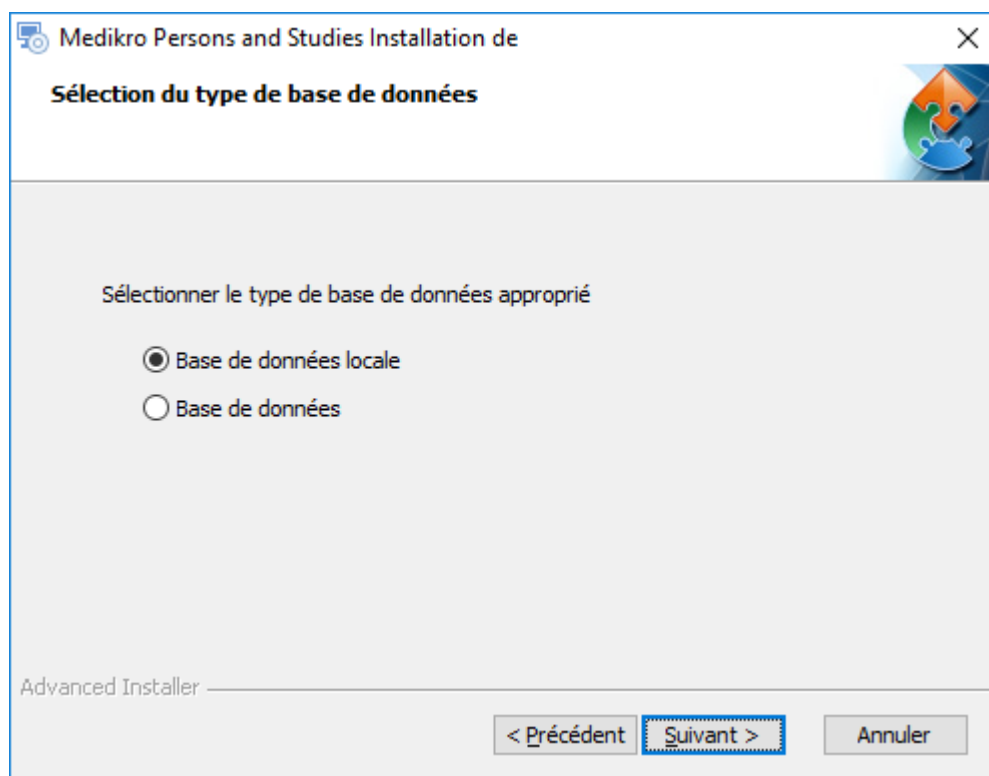 Medikro Persons and Studies Installation de
Sélection du type de base de données
Sélectionner le type de base de données approprié
Base de données locale
Base de données
Advanced Installer
< Précédent
Suivant >
Annuler